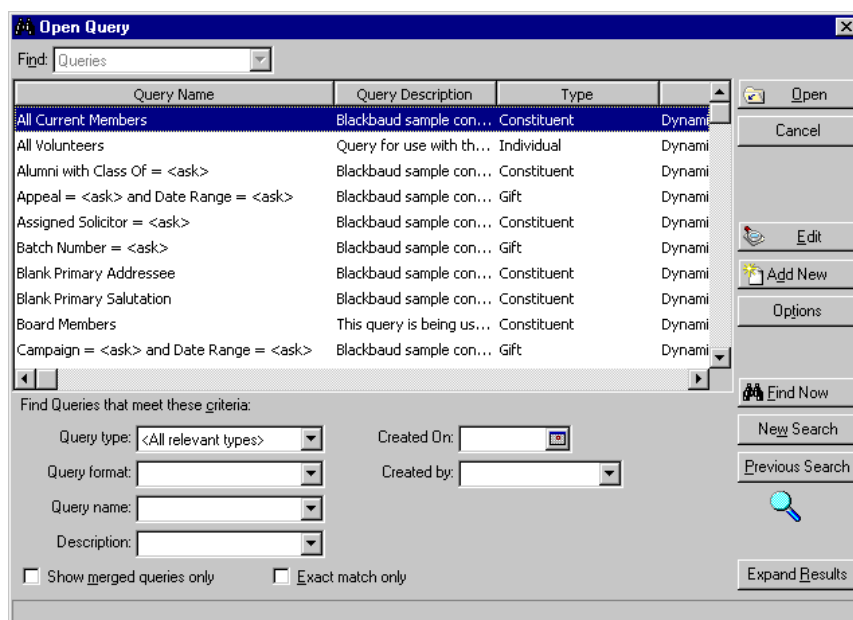 Open Query
Find: Queries
Query Name Query Description Type
All Current Members Blackbaud sample con... Constituent Dynami
All Volunteers Query for use with th... Individual Dynami
Alumni with Class Of = <ask> Blackbaud sample con... Constituent Dynami
Appeal = <ask> and Date Range = <ask> Blackbaud sample con... Gift Dynami
Assigned Solicitor = <ask> Blackbaud sample con... Constituent Dynami
Batch Number = <ask> Blackbaud sample con... Gift Dynami
Blank Primary Addressee Blackbaud sample con... Constituent Dynami
Blank Primary Salutation Blackbaud sample con... Constituent Dynami
Board Members This query is being us... Constituent Dynami
Campaign = <ask> and Date Range = <ask> Blackbaud sample con... Gift Dynami
Open
Cancel
Edit
Add New
Options
Find Now
New Search
Previous Search
Expand Results
Find Queries that meet these criteria:
Query type: <All relevant types> Created On:
Query format: Created by:
Query name:
Description:
Show merged queries only Exact match only